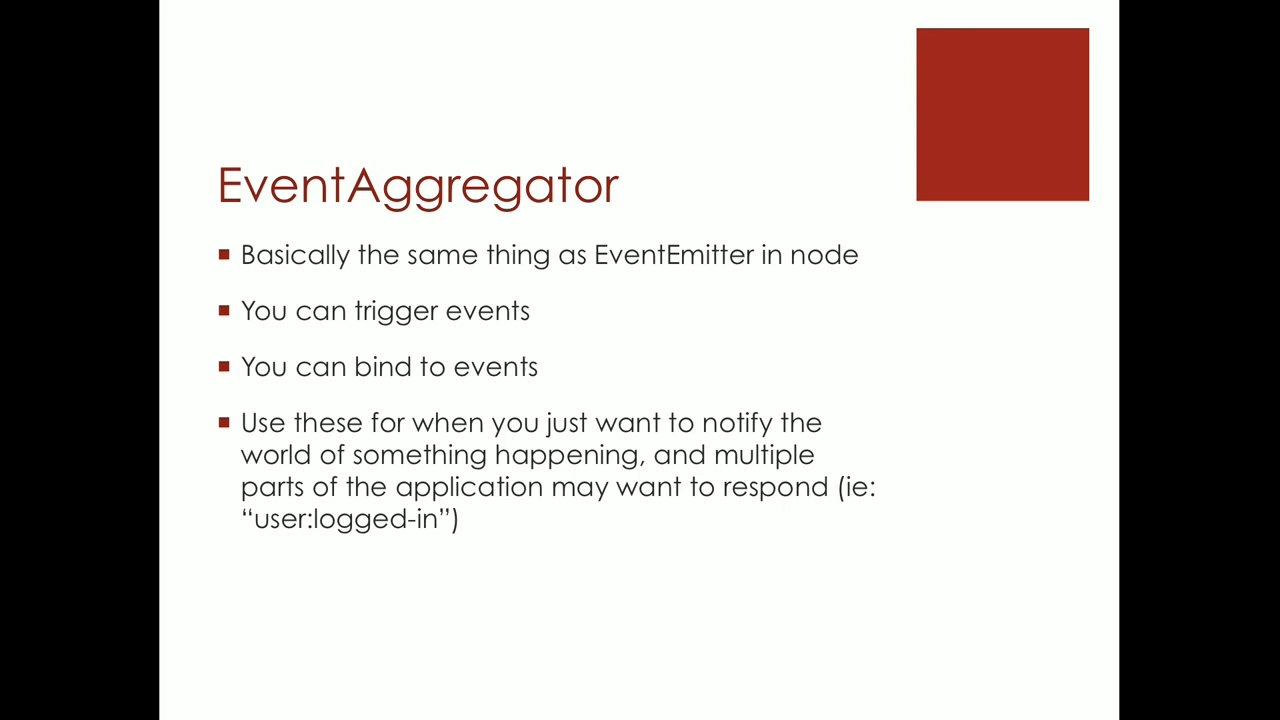 EventAggregator
Basically the same thing as EventEmitter in node
You can trigger events
You can bind to events
Use these for when you just want to notify the
world of something happening, and multiple
parts of the application may want to respond (ie:
“user:logged-in”)